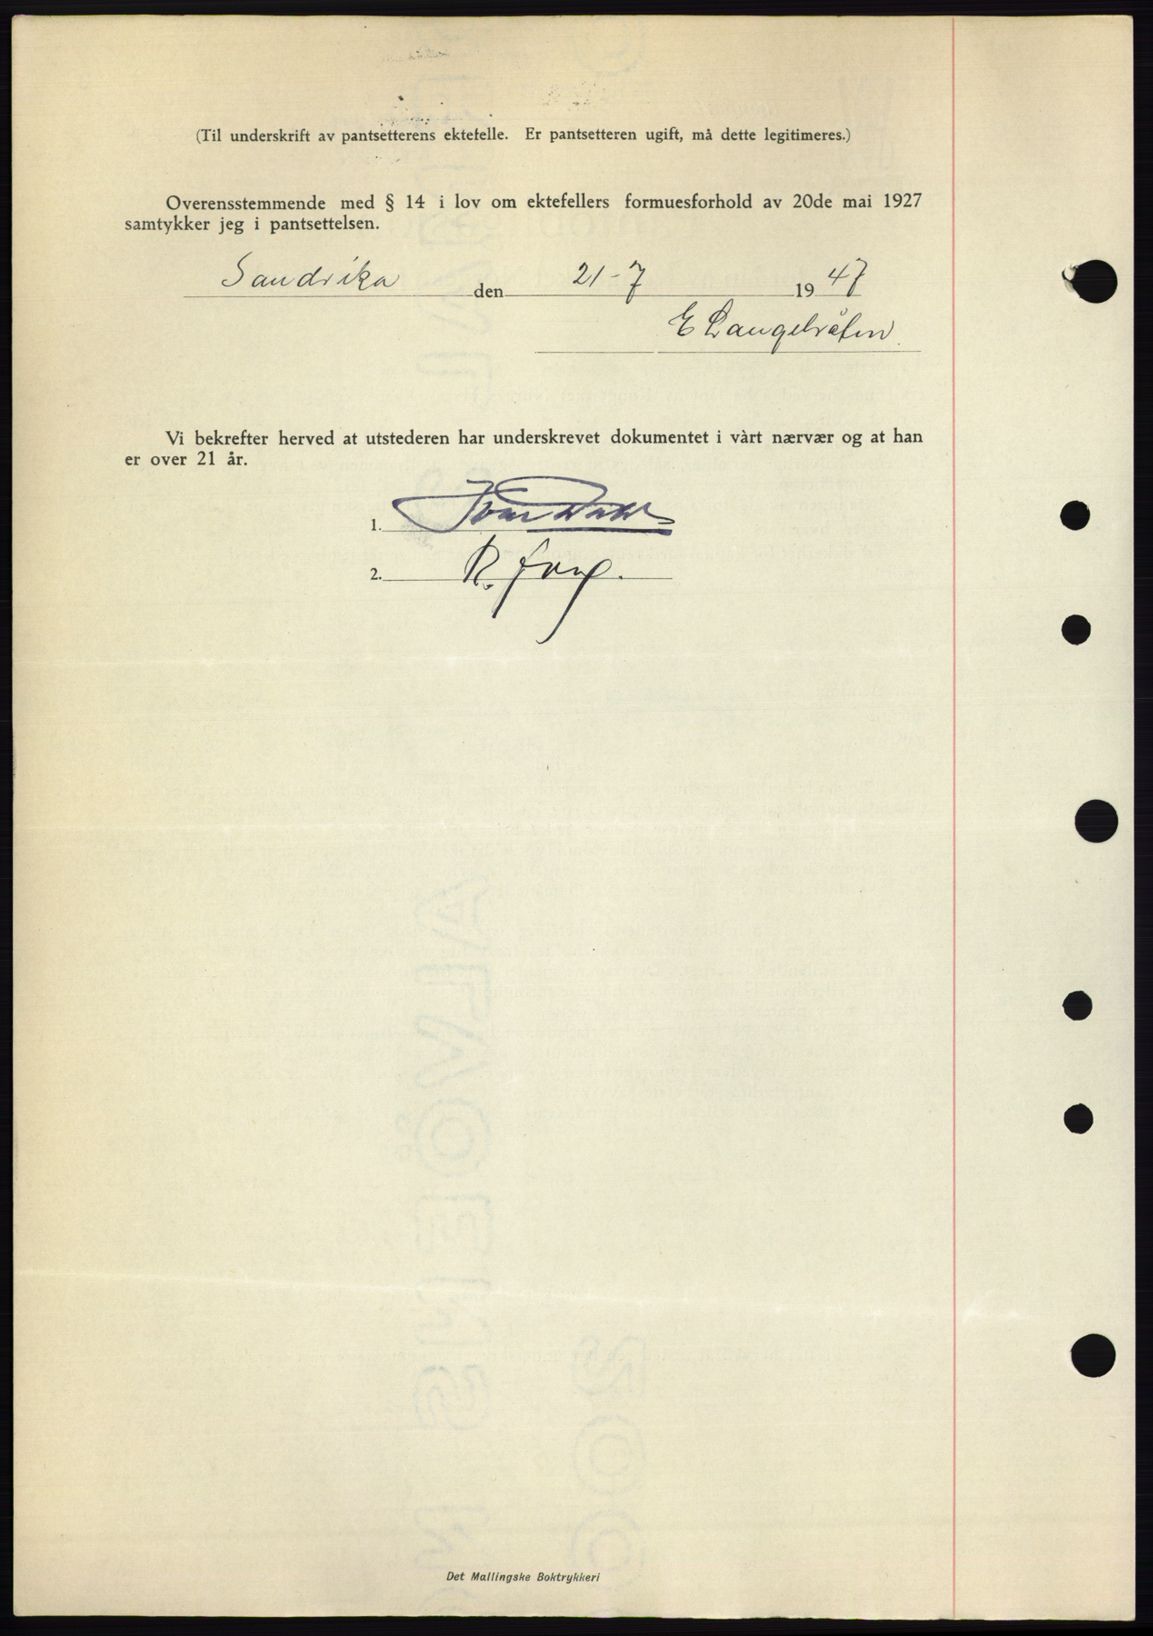 (Til underskrift av pantsetterens ektefelle. Er pantsetteren ugift, må dette legitimeres.)
Overensstemmende med § 14 i lov om ektefellers formuesforhold av 20de mai 1927
samtykker jeg i pantsettelsen.
Sandvika den 21-7 1947
E Langebråten
Vi bekrefter herved at utstederen har underskrevet dokumentet i vårt nærvær og at han
er over 21 år.
1.
2. R.
Det Mallingske Boktrykkeri